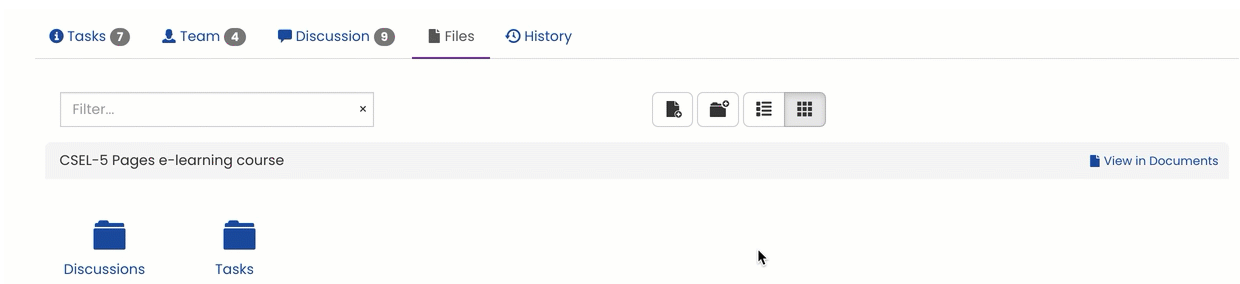 Tasks 7 Team 4 Discussion 9 Files History
Filter... ×
CSEL-5 Pages e-learning course View in Documents
Discussions Tasks